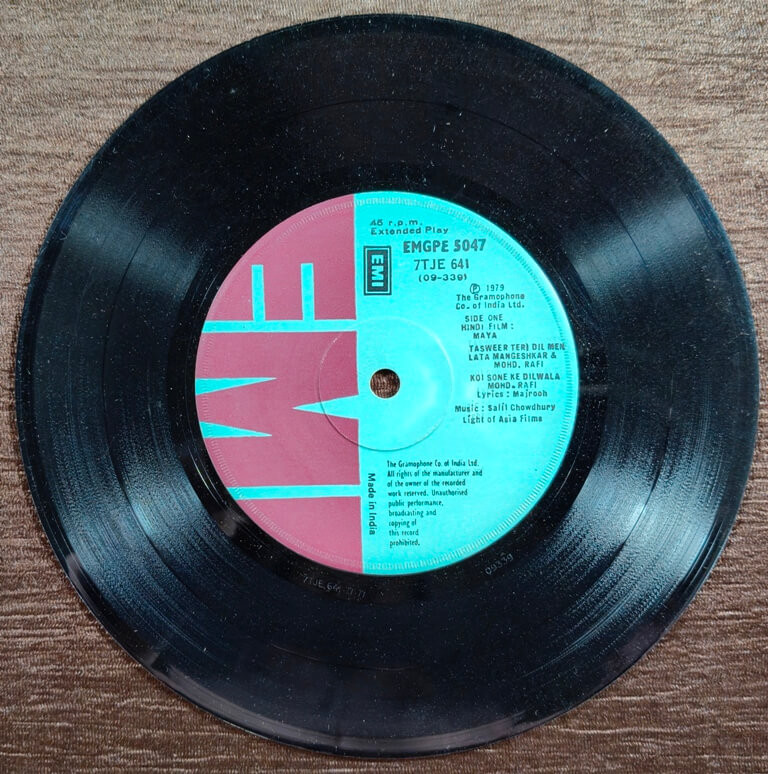 45 r.p.m.
Extended Play
EMGPE 5047
EMI
7TJE 641
(09-339)
Ⓟ 1979
The Gramophone
Co. of India Ltd.
SIDE ONE
HINDI FILM :
MAYA
TASWEER TERI DIL MEN
LATA MANGESHKAR &
MOHD. RAFI
KOI SONE KE DILWALA
MOHD. RAFI
Lyrics : Majrooh
Music : Salil Chowdhury
Light of Asia Films
The Gramophone Co. of India Ltd.
All rights of the manufacturer and
of the owner of the recorded
work reserved. Unauthorised
public performance,
broadcasting and
copying of
this record
prohibited.
Made in India
EMI
7TJE 641